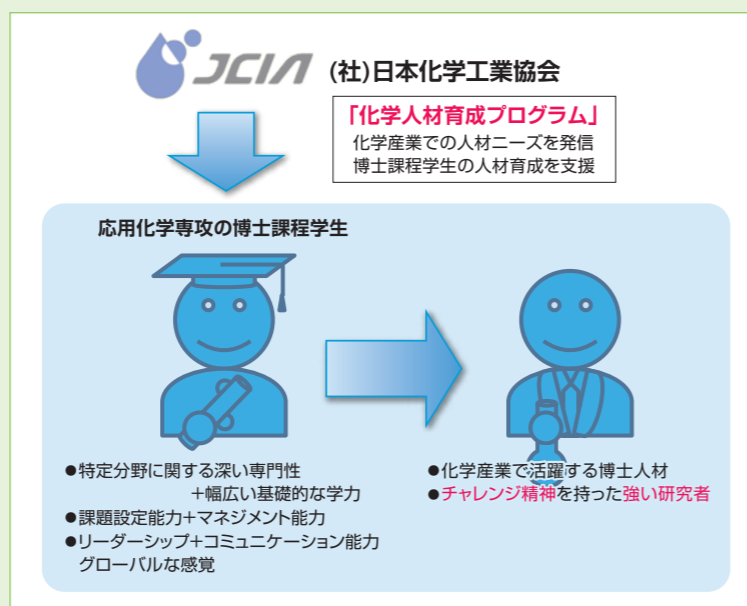 JCIA (社)日本化学工業協会
「化学人材育成プログラム」
化学産業での人材ニーズを発信
博士課程学生の人材育成を支援
応用化学専攻の博士課程学生
●特定分野に関する深い専門性
+幅広い基礎的な学力
●課題設定能力+マネジメント能力
●リーダーシップ+コミュニケーション能力
グローバルな感覚
●化学産業で活躍する博士人材
●チャレンジ精神を持った強い研究者